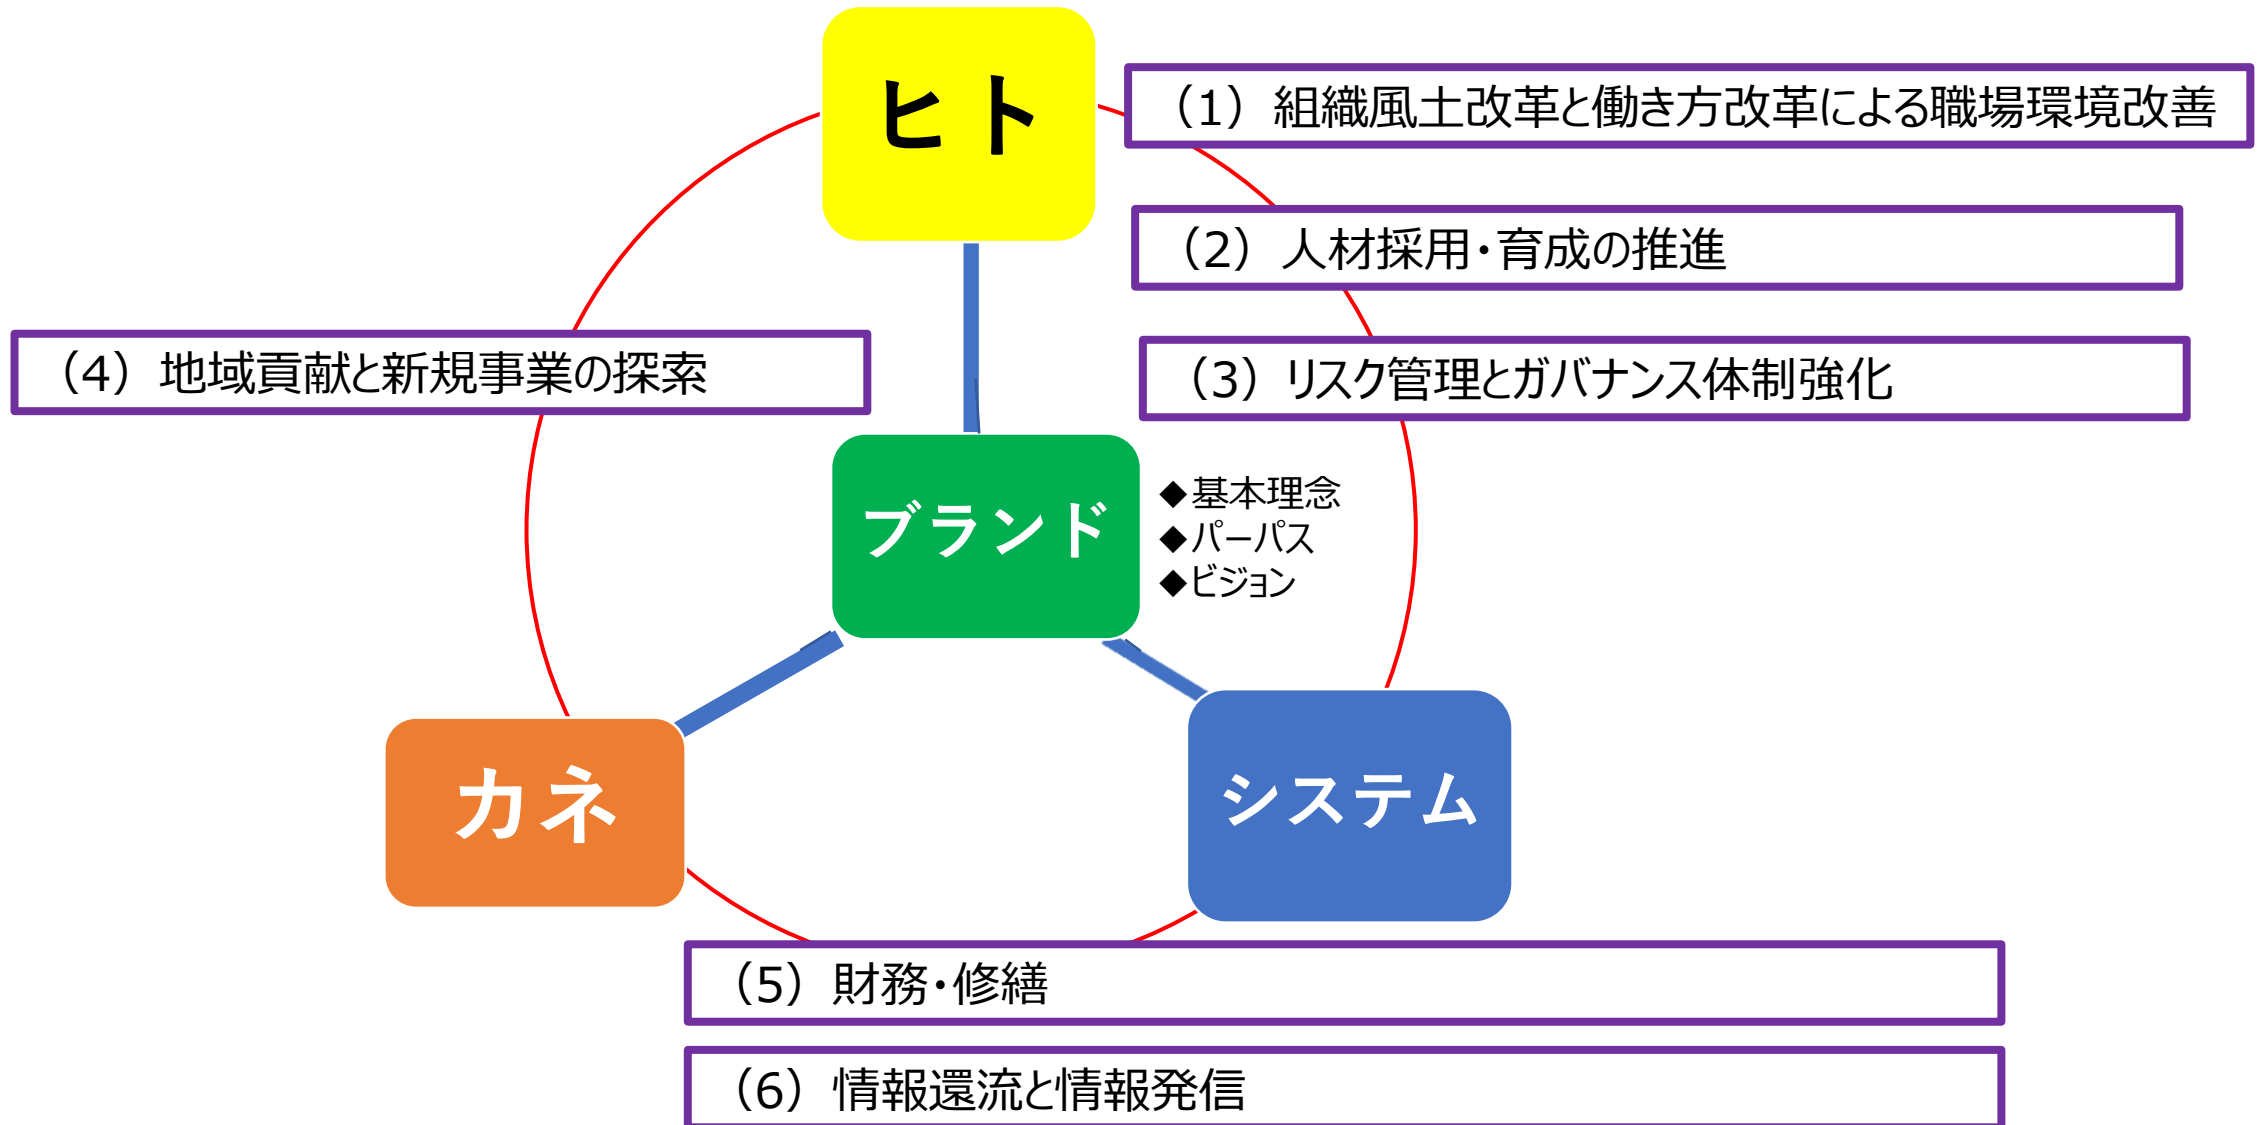 ヒト
（1）組織風土改革と働き方改革による職場環境改善
（2）人材採用・育成の推進
（3）リスク管理とガバナンス体制強化
（4）地域貢献と新規事業の探索
ブランド
◆基本理念
◆パーパス
◆ビジョン
カネ
システム
（5）財務・修繕
（6）情報還流と情報発信